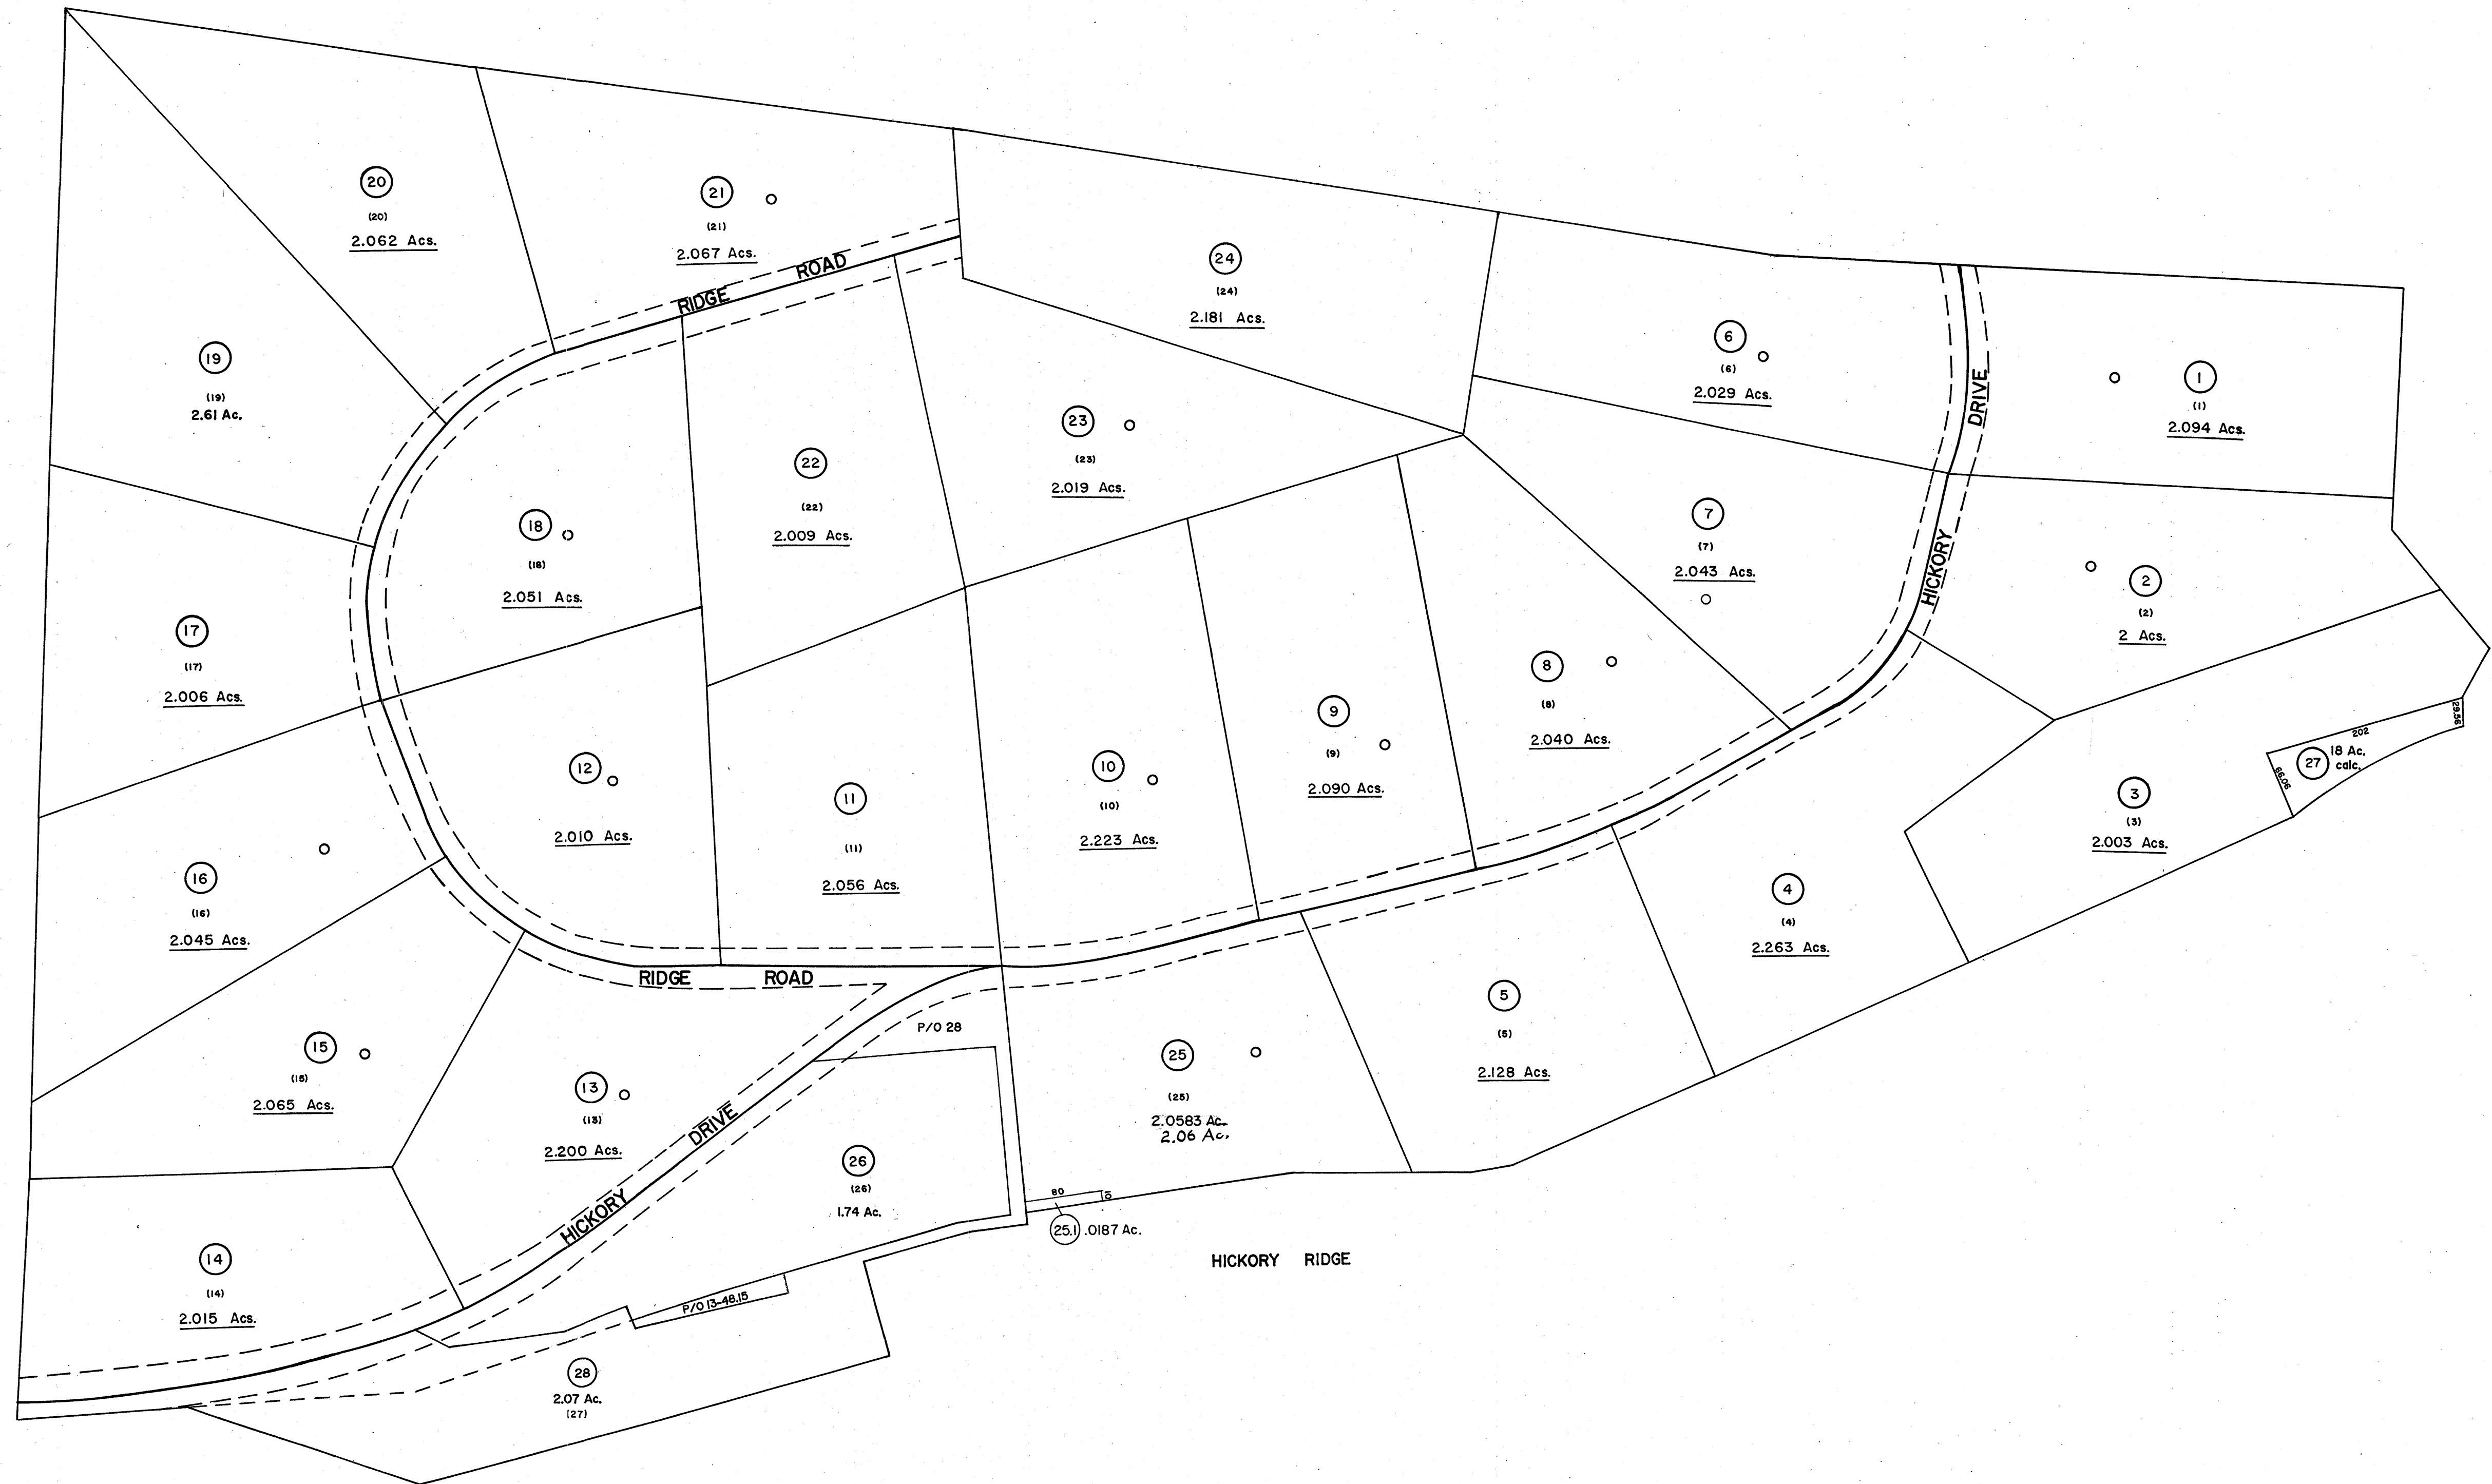 20
(20)
2.062 Acs.
21
(21)
2.067 Acs.
RIDGE ROAD
24
(24)
2.181 Acs.
6
(6)
2.029 Acs.
1
(1)
2.094 Acs.
HICKORY DRIVE
19
(19)
2.61 Ac.
18
(18)
2.051 Acs.
22
(22)
2.009 Acs.
23
(23)
2.019 Acs.
7
(7)
2.043 Acs.
2
(2)
2 Acs.
17
(17)
2.006 Acs.
12
2.010 Acs.
11
(11)
2.056 Acs.
10
(10)
2.223 Acs.
9
(9)
2.090 Acs.
8
(8)
2.040 Acs.
29.56
202
66.06
27
18 Ac.
calc.
3
(3)
2.003 Acs.
4
(4)
2.263 Acs.
16
(16)
2.045 Acs.
RIDGE ROAD
P/O 28
5
(5)
2.128 Acs.
15
(15)
2.065 Acs.
13
(13)
2.200 Acs.
HICKORY DRIVE
25
(25)
2.0583 Ac.
2.06 Ac.
26
(26)
1.74 Ac.
80
10
25.1 .0187 Ac.
HICKORY RIDGE
14
(14)
2.015 Acs.
P/O 13-48.15
28
2.07 Ac.
(27)